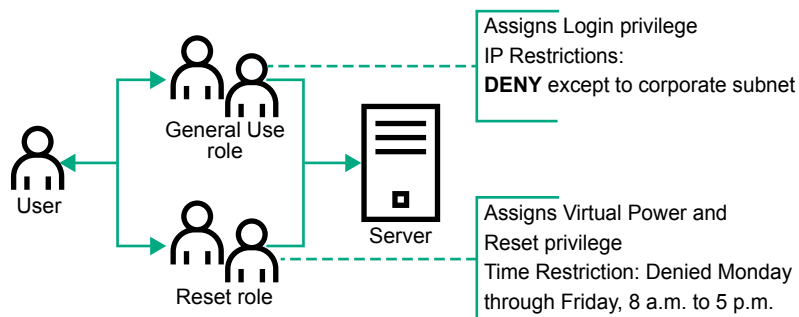 Assigns Login privilege
IP Restrictions:
DENY except to corporate subnet
General Use
role
User
Server
Reset role
Assigns Virtual Power and
Reset privilege
Time Restriction: Denied Monday
through Friday, 8 a.m. to 5 p.m.